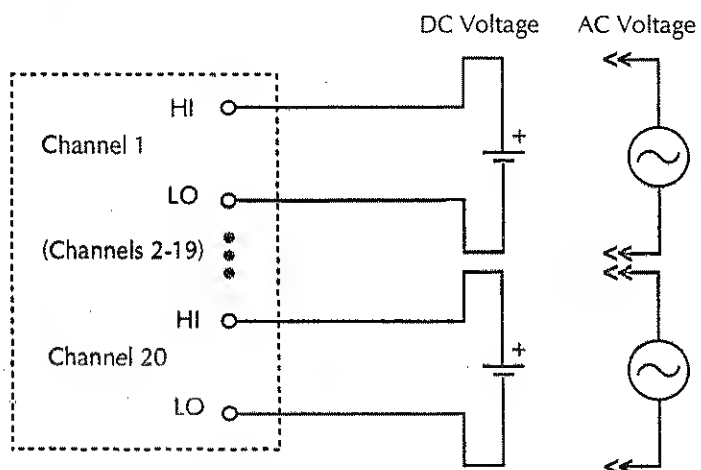 DC Voltage AC Voltage
HI
Channel 1
+
LO
(Channels 2-19)
HI
Channel 20
+
LO